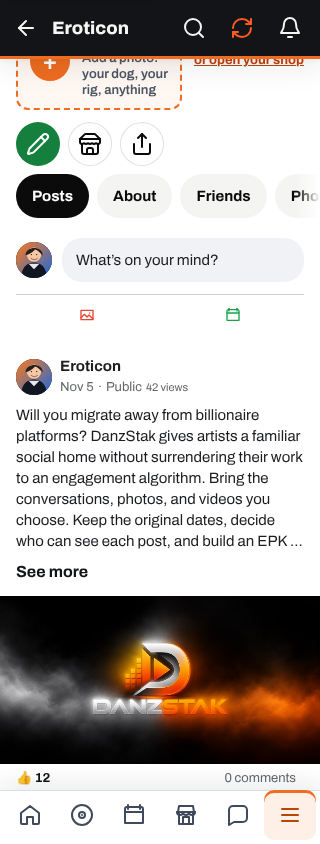 Eroticon
Add a photo:
or open your shop
your dog, your
rig, anything
Posts
About
Friends
Pho
What's on your mind?
Eroticon
Nov 5 · Public 42 views
Will you migrate away from billionaire
platforms? DanzStak gives artists a familiar
social home without surrendering their work
to an engagement algorithm. Bring the
conversations, photos, and videos you
choose. Keep the original dates, decide
who can see each post, and build an EPK ...
See more
DANZSTAK
👍 12
0 comments